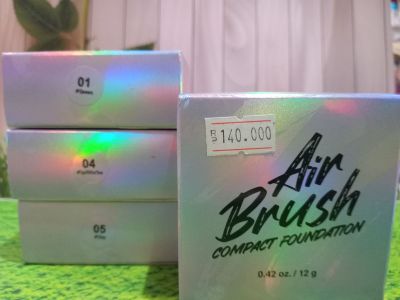 01
04
05
B 140.000
Air
Brush
COMPACT FOUNDATION
0.42 oz. / 12 g